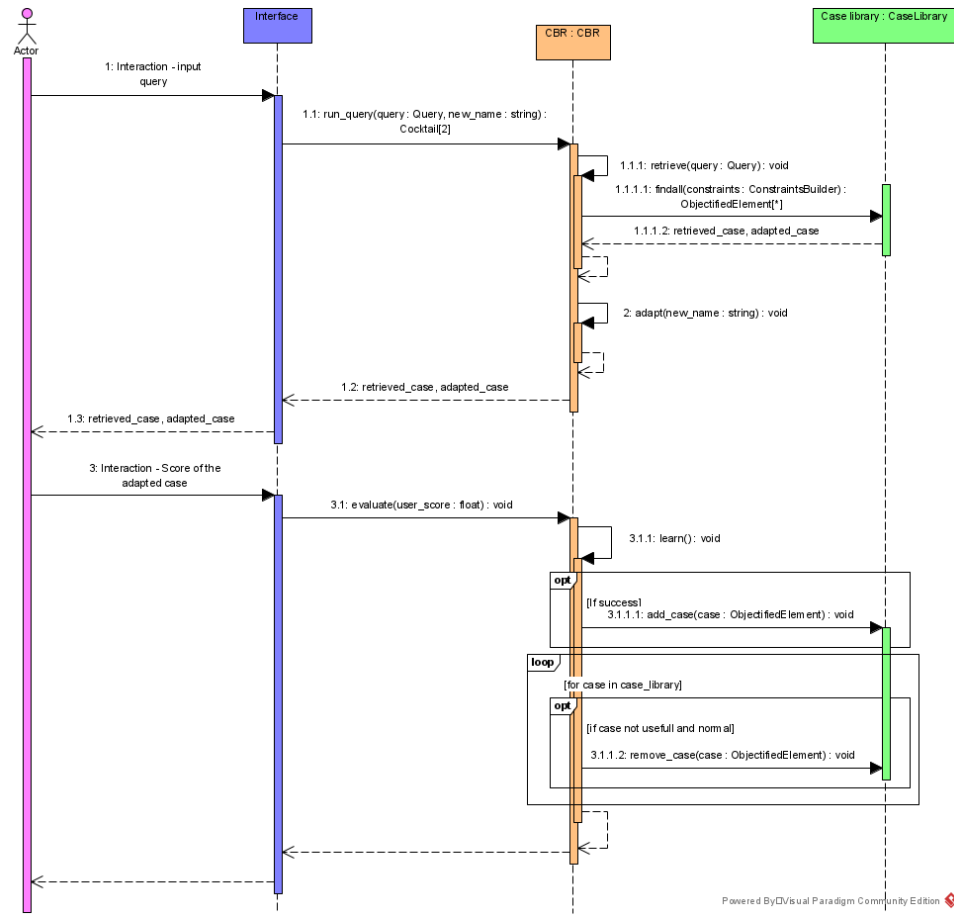 Interface
CBR : CBR
Case library : CaseLibrary
Actor
1: Interaction - input
query
1.1: run_query(query : Query, new_name : string) :
Cocktail[2]
1.1.1: retrieve(query : Query) : void
1.1.1.1: findall(constraints : ConstraintsBuilder) :
ObjectifiedElement[*]
1.1.1.2: retrieved_case, adapted_case
2: adapt(new_name : string) : void
1.2: retrieved_case, adapted_case
1.3: retrieved_case, adapted_case
3: Interaction - Score of the
adapted case
3.1: evaluate(user_score : float) : void
3.1.1: learn() : void
opt
[If success]
3.1.1.1: add_case(case : ObjectifiedElement) : void
loop
[for case in case_library]
opt
[if case not usefull and normal]
3.1.1.2: remove_case(case : ObjectifiedElement) : void
Powered By Visual Paradigm Community Edition